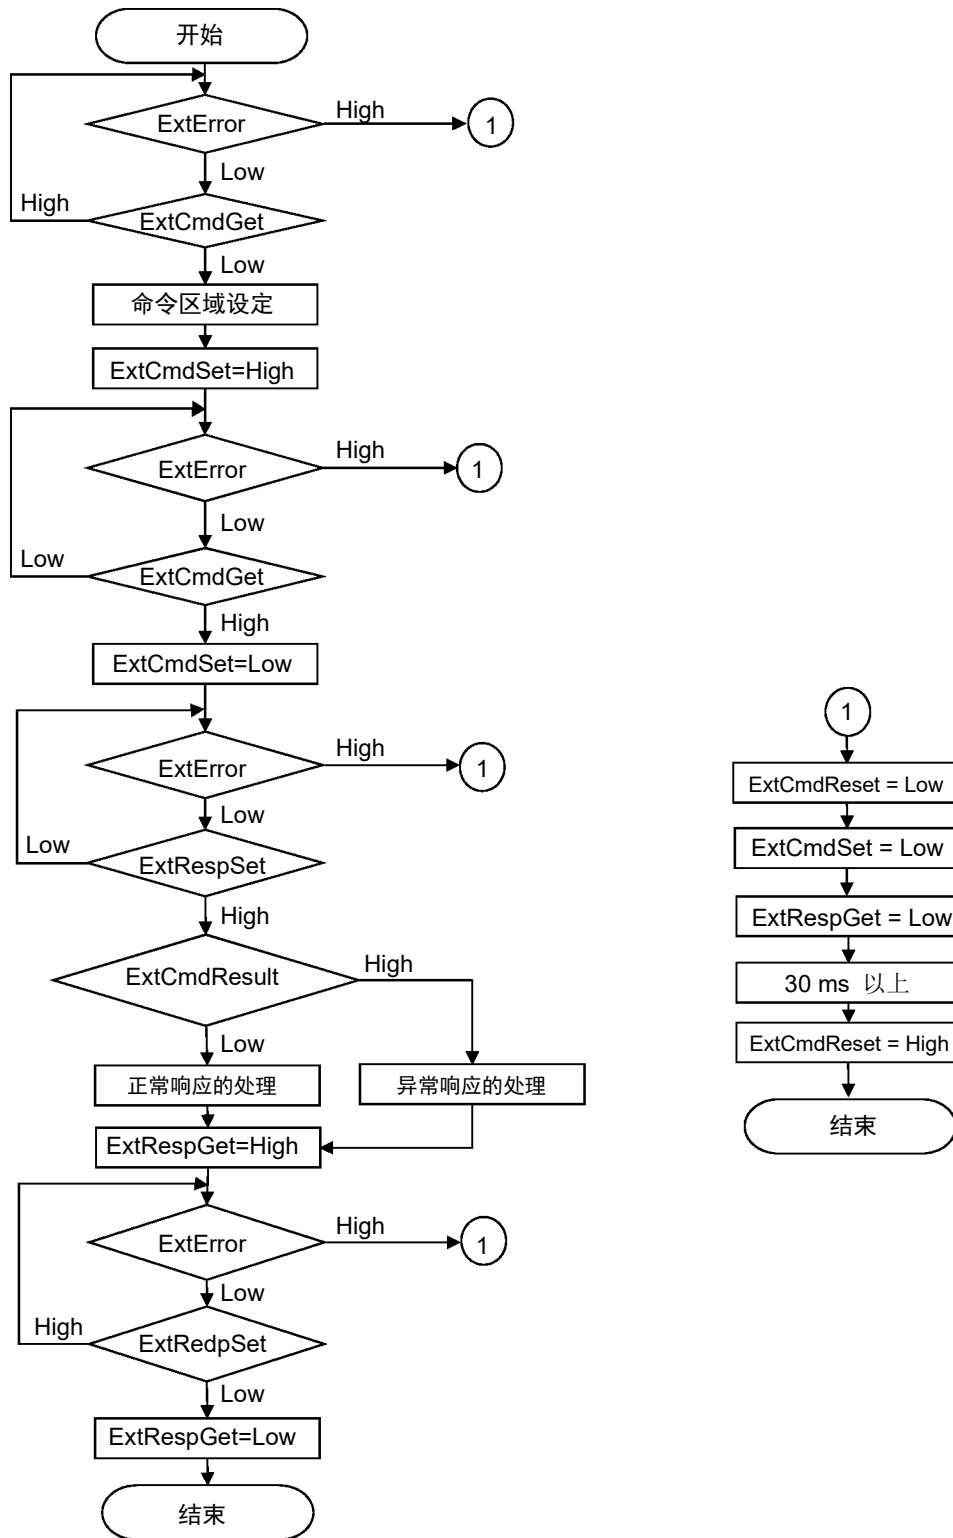 开始
ExtError
High
1
Low
High
ExtCmdGet
Low
命令区域设定
ExtCmdSet=High
ExtError
High
1
Low
Low
ExtCmdGet
High
ExtCmdSet=Low
ExtError
High
1
Low
Low
ExtRespSet
High
ExtCmdResult
High
Low
正常响应的处理
异常响应的处理
ExtRespGet=High
ExtError
High
1
Low
High
ExtRedpSet
Low
ExtRespGet=Low
结束
1
ExtCmdReset = Low
ExtCmdSet = Low
ExtRespGet = Low
30 ms 以上
ExtCmdReset = High
结束